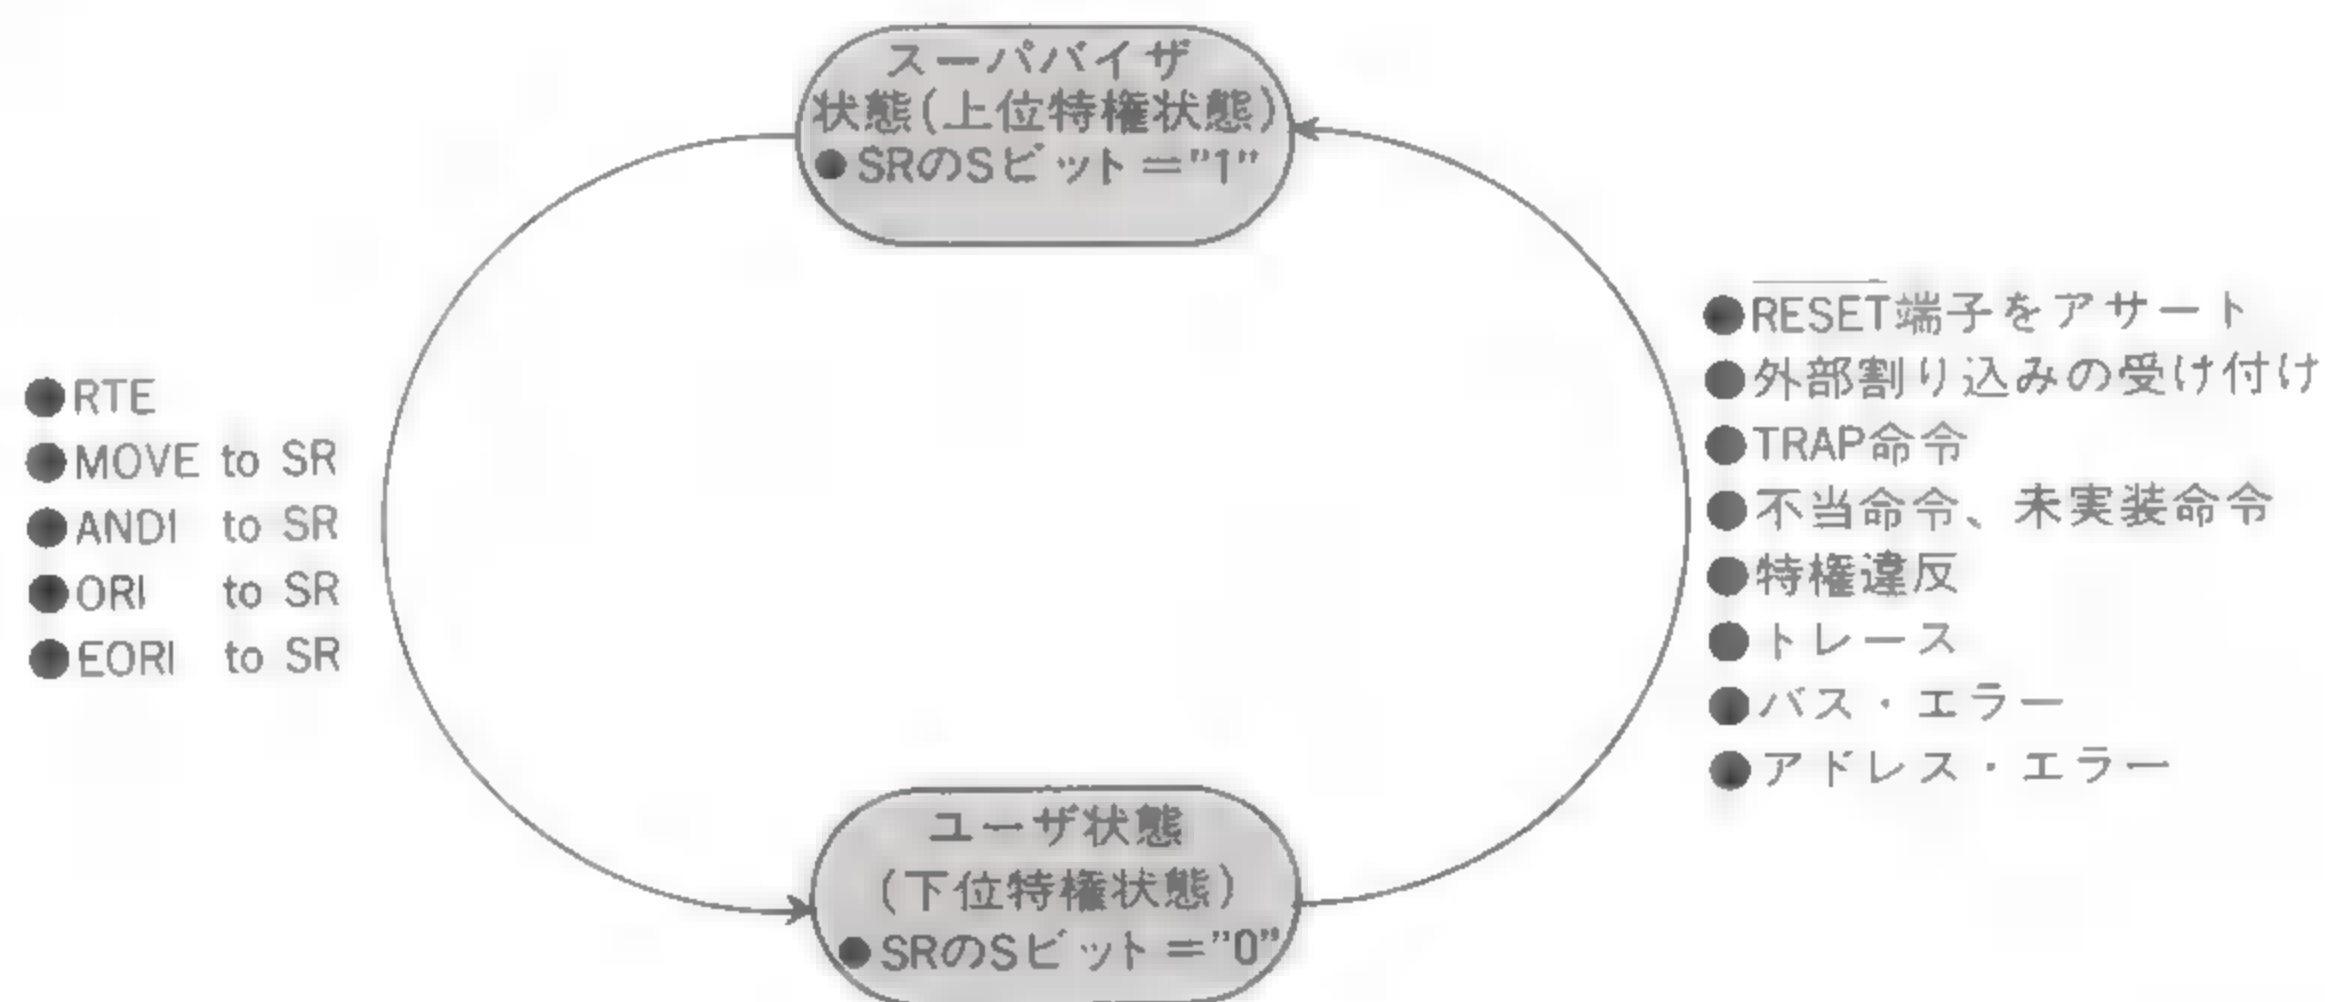 スーパバイザ
状態(上位特権状態)
●SRのSビット="1"
●RTE
●MOVE to SR
●ANDI to SR
●ORI to SR
●EORI to SR
●RESET端子をアサート
●外部割り込みの受け付け
●TRAP命令
●不当命令、未実装命令
●特権違反
●トレース
●バス・エラー
●アドレス・エラー
ユーザ状態
(下位特権状態)
●SRのSビット="0"